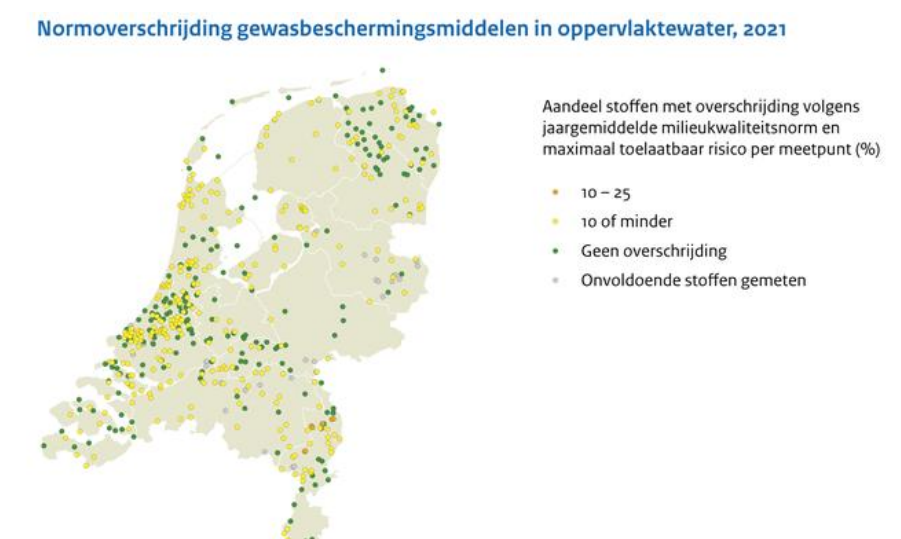 Normoverschrijding gewasbeschermingsmiddelen in oppervlaktewater, 2021
Aandeel stoffen met overschrijding volgens
jaargemiddelde milieukwaliteitsnorm en
maximaal toelaatbaar risico per meetpunt (%)
10 – 25
10 of minder
Geen overschrijding
Onvoldoende stoffen gemeten